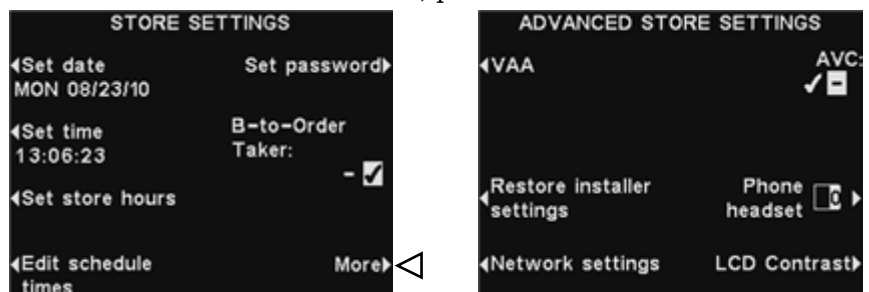 STORE SETTINGS
Set date
MON 08/23/10
Set password
Set time
13:06:23
B-to-Order
Taker:
Set store hours
Edit schedule
times
More
ADVANCED STORE SETTINGS
VAA
AVC:
Restore installer
settings
Phone
headset
0
Network settings
LCD Contrast